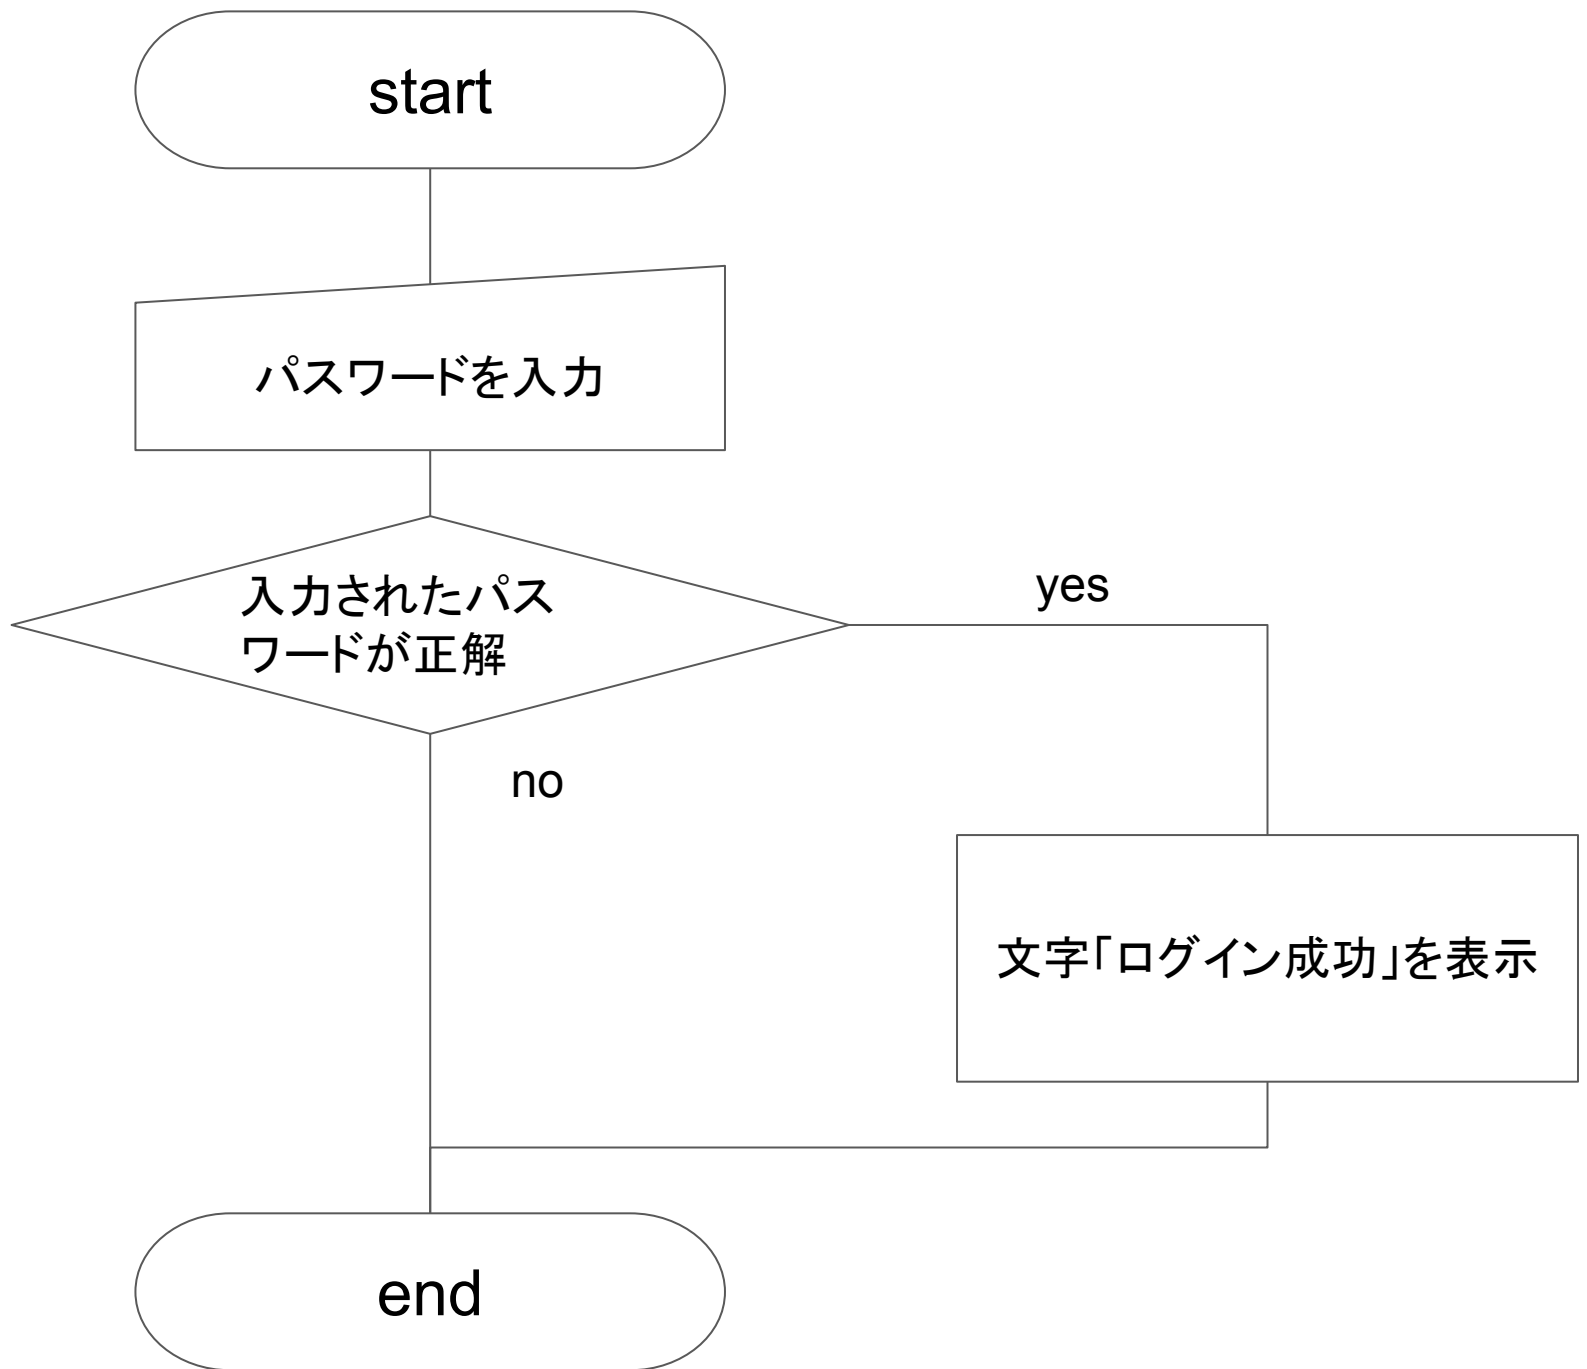 start
パスワードを入力
入力されたパス
ワードが正解
yes
no
文字「ログイン成功」を表示
end